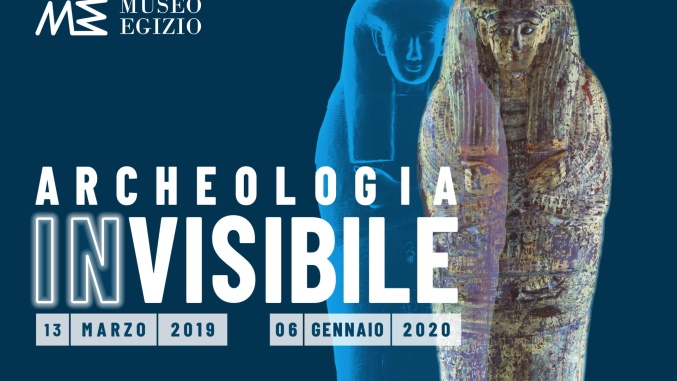 MUSEO
EGIZIO
ARCHEOLOGIA
INVISIBILE
13 MARZO 2019 06 GENNAIO 2020